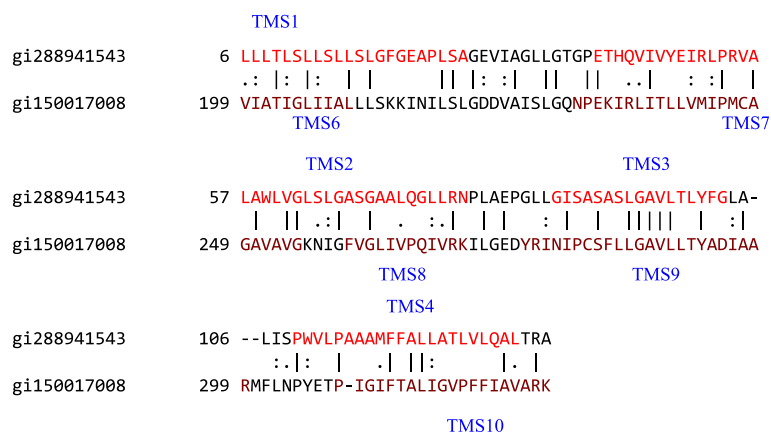 TMS1
gi288941543 6 LLLTLSLLSLLSLGFGEAPLSAGEVIAGLLGTGPETHQVIVYEIRLPRVA
.: |:|: | | || |: : | || || ..| : :| |
gi150017008 199 VIATIGLIIALLLSKKINILSLGDDVAISLGQNPEKIRLITLLVMIPMCA
TMS6 TMS7
TMS2 TMS3
gi288941543 57 LAWLVGLSLGASGAALQGLLRNPLAEPGLLGISASASLGAVLTLYFGLA-
| || .:| | . :.| | | : | | ||||| | :|
gi150017008 249 GAVAVGKNIGFVGLIVPQIVRKILGEDYRINIPCSFLLGAVLLTYADIAA
TMS8 TMS9
TMS4
gi288941543 106 --LISPWVLPAAAMFFALLATLVLQALTRA
:.|: | .| ||: |. |
gi150017008 299 RMFLNPYETP-IGIFTALIGVPFFIAVARK
TMS10